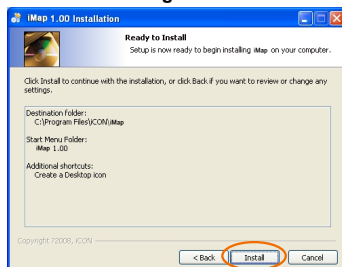 iMap 1.00 Installation
Ready to Install
Setup is now ready to begin installing iMap on your computer.
Click Install to continue with the installation, or click Back if you want to review or change any
settings.
Destination folder:
C:\Program Files\iCON\iMap
Start Menu Folder:
iMap 1.00
Additional shortcuts:
Create a Desktop icon
Copyright ?2008, iCON
< Back
Install
Cancel